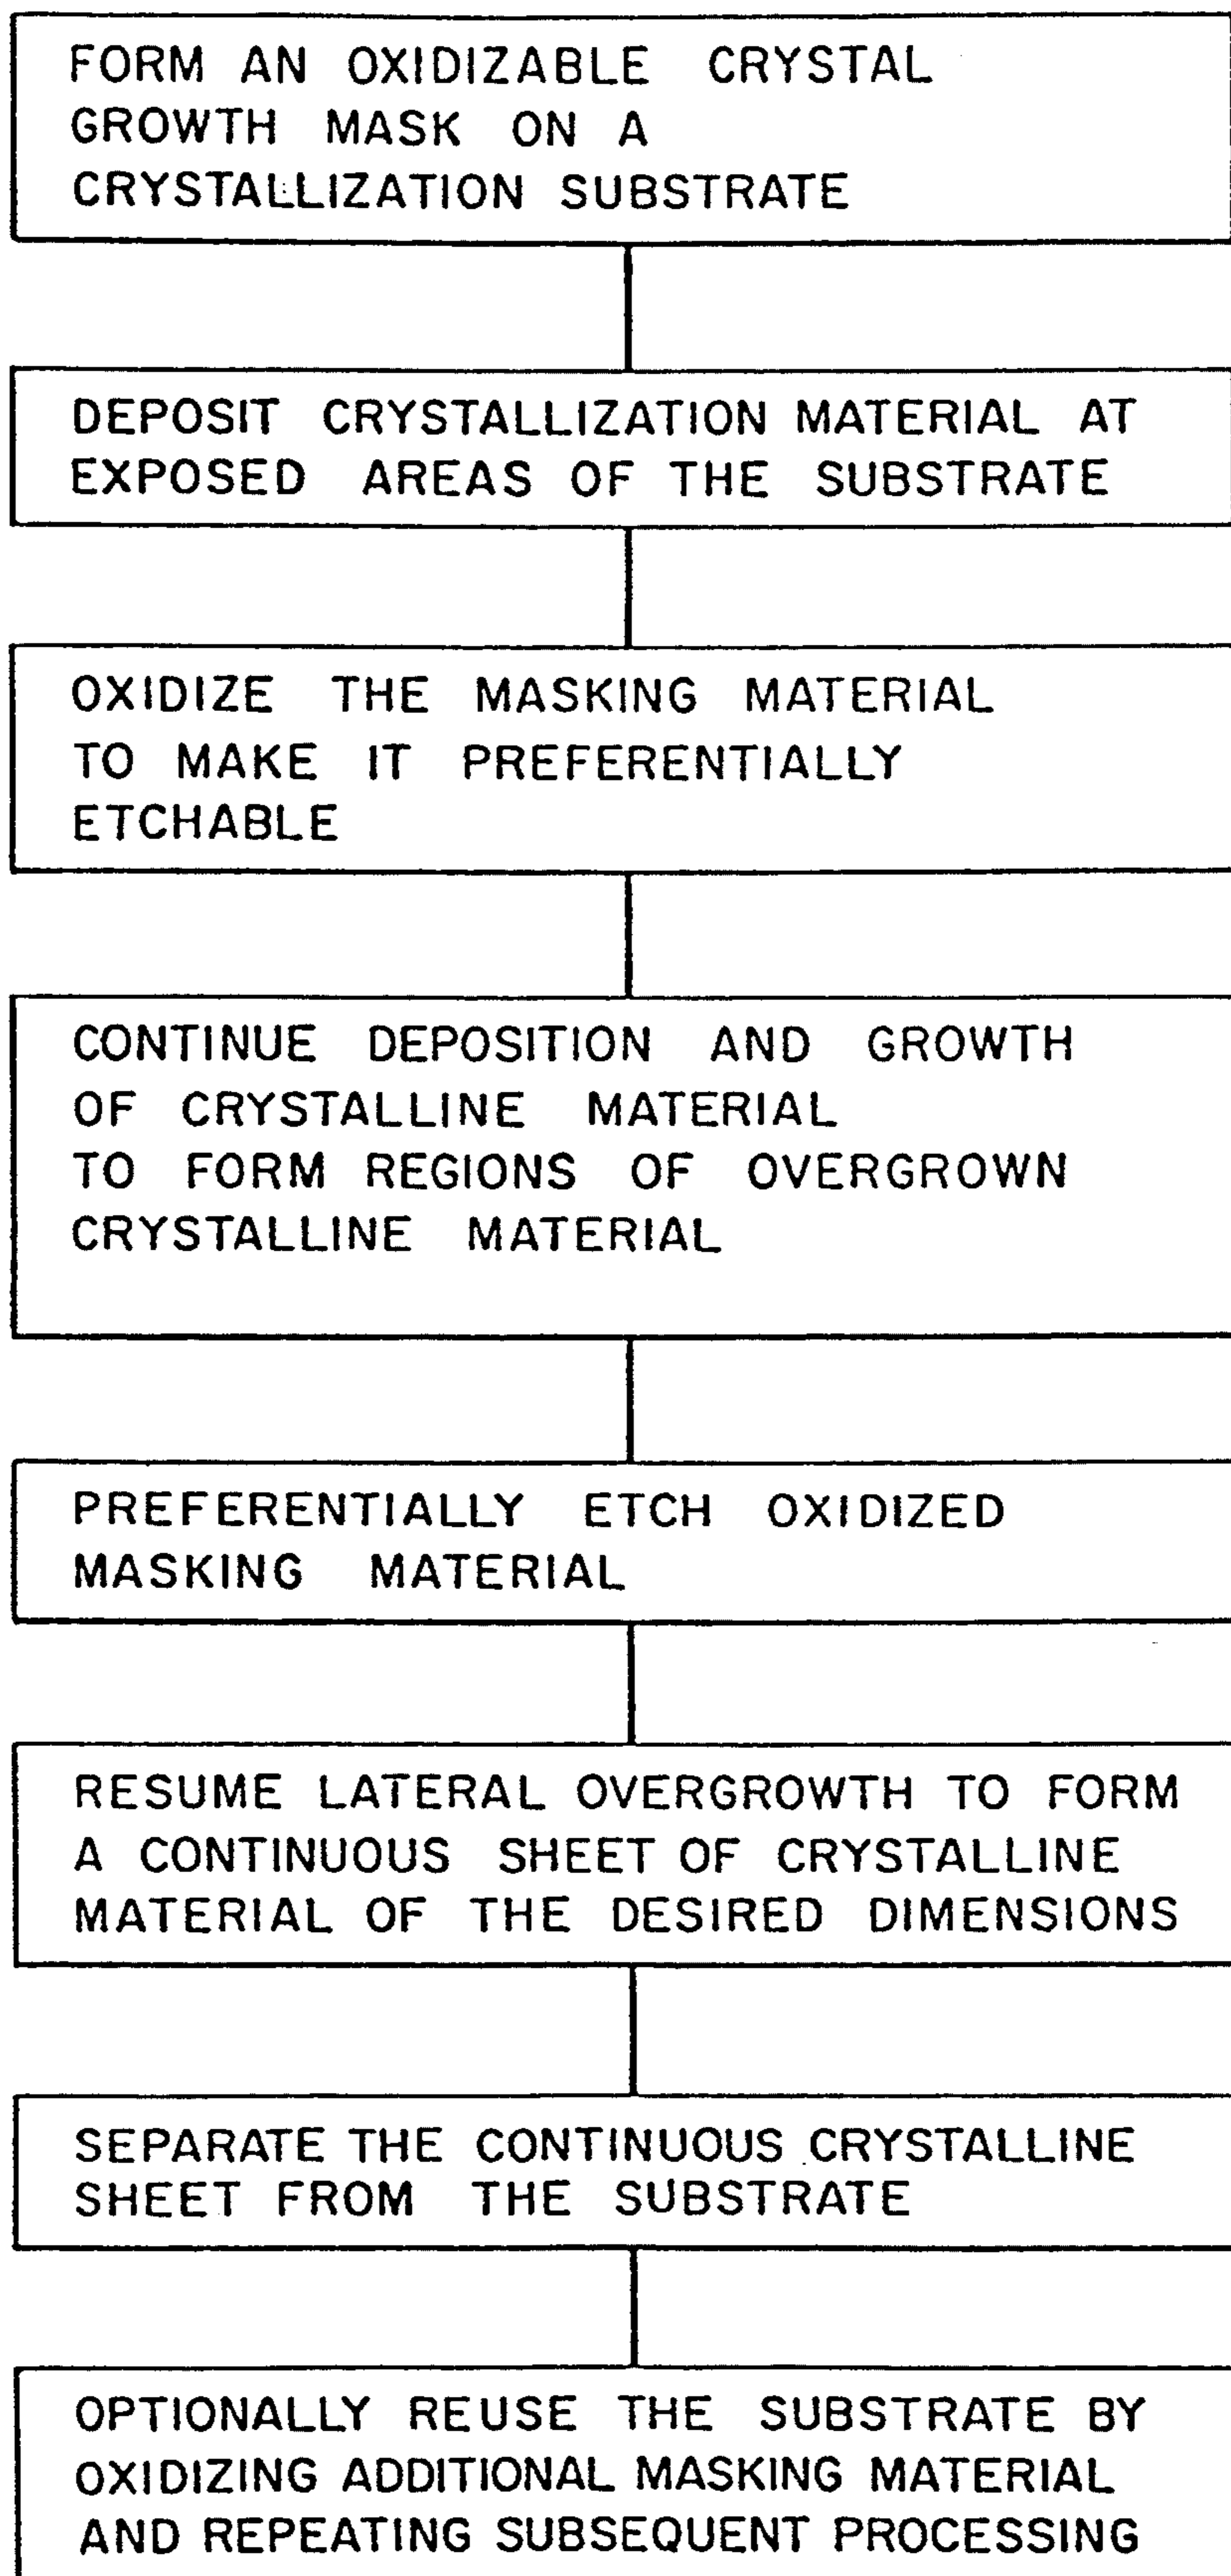 FORM AN OXIDIZABLE CRYSTAL
GROWTH MASK ON A
CRYSTALLIZATION SUBSTRATE
DEPOSIT CRYSTALLIZATION MATERIAL AT
EXPOSED AREAS OF THE SUBSTRATE
OXIDIZE THE MASKING MATERIAL
TO MAKE IT PREFERENTIALLY
ETCHABLE
CONTINUE DEPOSITION AND GROWTH
OF CRYSTALLINE MATERIAL
TO FORM REGIONS OF OVERGROWN
CRYSTALLINE MATERIAL
PREFERENTIALLY ETCH OXIDIZED
MASKING MATERIAL
RESUME LATERAL OVERGROWTH TO FORM
A CONTINUOUS SHEET OF CRYSTALLINE
MATERIAL OF THE DESIRED DIMENSIONS
SEPARATE THE CONTINUOUS CRYSTALLINE
SHEET FROM THE SUBSTRATE
OPTIONALLY REUSE THE SUBSTRATE BY
OXIDIZING ADDITIONAL MASKING MATERIAL
AND REPEATING SUBSEQUENT PROCESSING